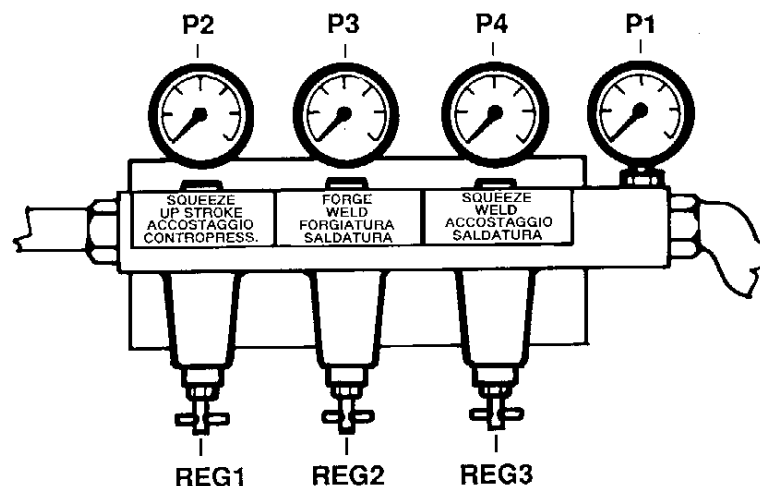 P2 P3 P4 P1
SQUEEZE
UP STROKE
ACCOSTAGGIO
CONTROPRESS.
FORGE
WELD
FORGIATURA
SALDATURA
SQUEEZE
WELD
ACCOSTAGGIO
SALDATURA
REG1 REG2 REG3